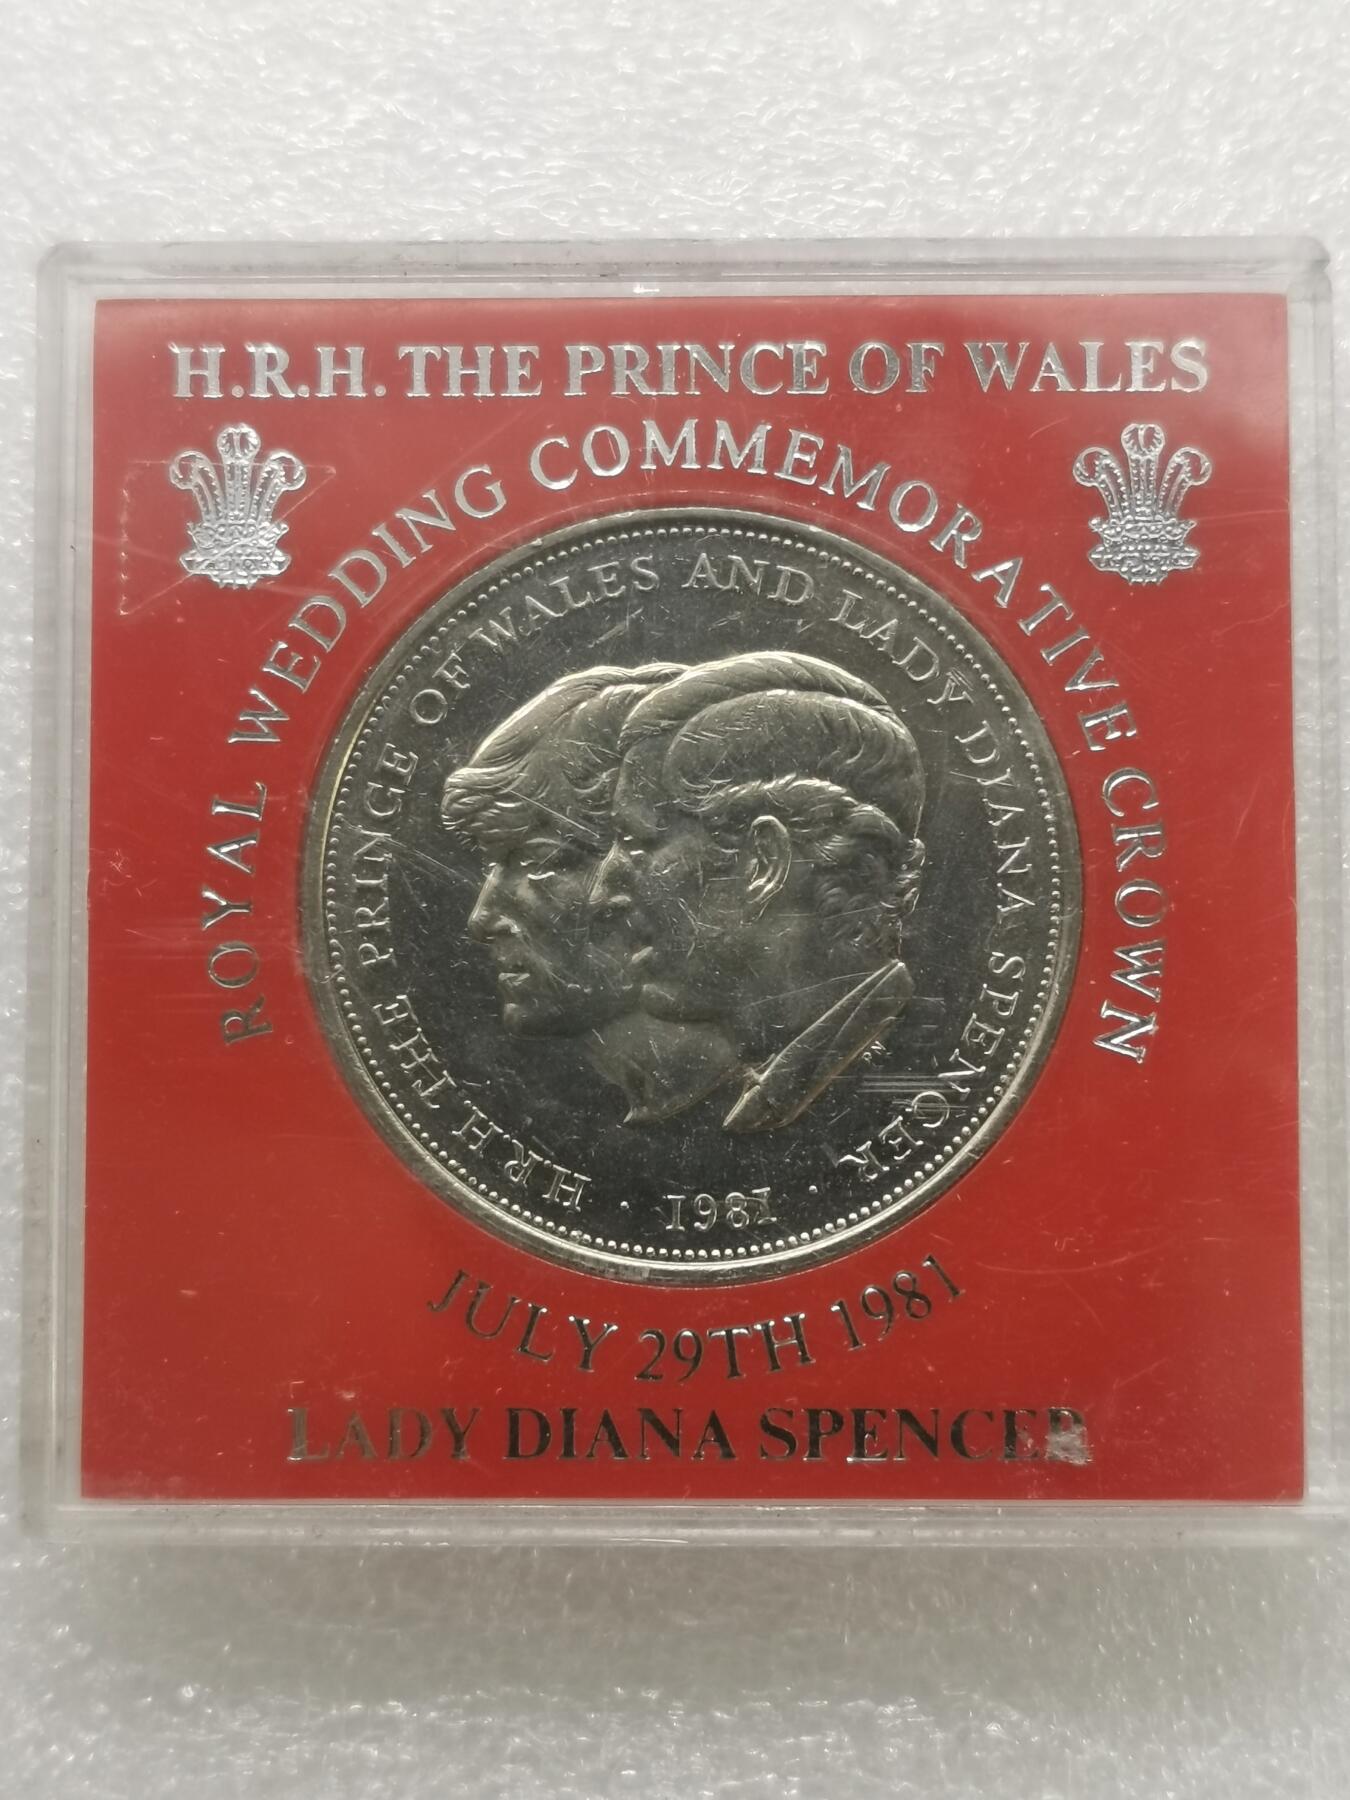 H.R.H. THE PRINCE OF WALES
ROYAL WEDDING COMMEMORATIVE CROWN
H.R.H. THE PRINCE OF WALES AND LADY DIANA SPENCER
PN
· 1981 ·
JULY 29TH 1981
LADY DIANA SPENCER